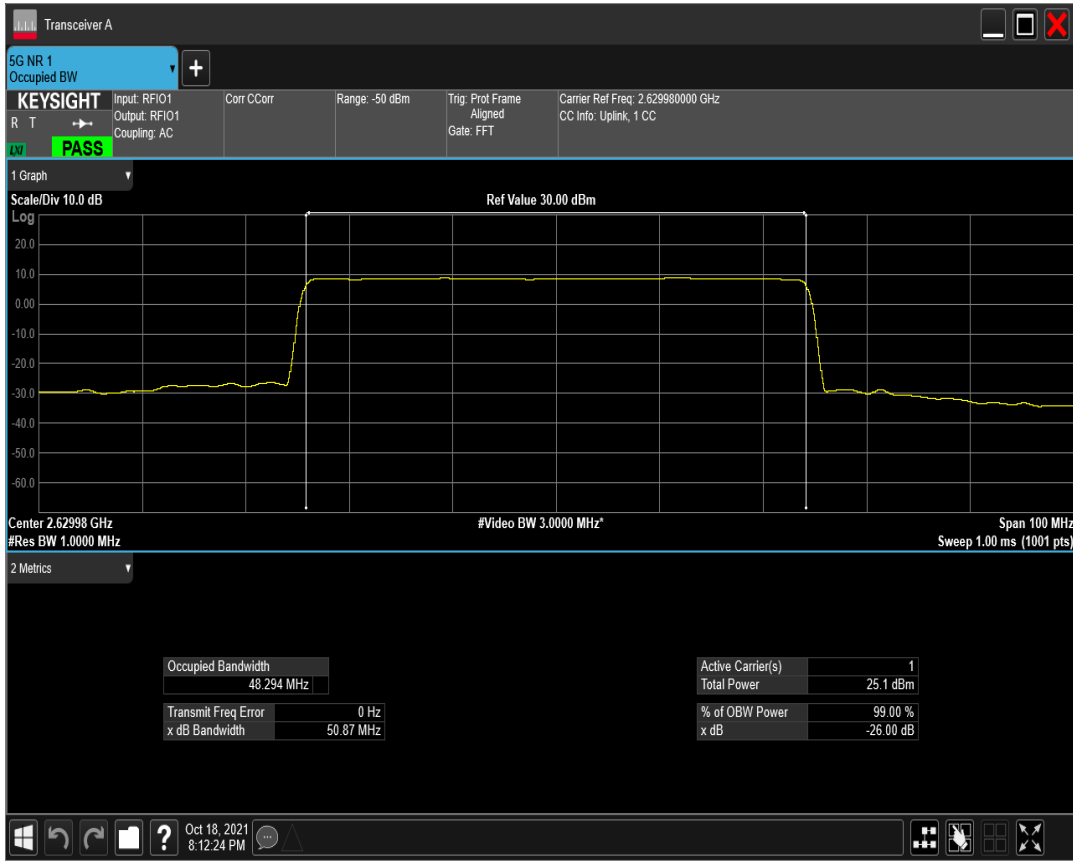 Transceiver A
5G NR 1
Occupied BW
KEYSIGHT
R T
LXI
PASS
Input: RFIO1
Output: RFIO1
Coupling: AC
Corr CCorr
Range: -50 dBm
Trig: Prot Frame
Aligned
Gate: FFT
Carrier Ref Freq: 2.629980000 GHz
CC Info: Uplink, 1 CC
1 Graph
Scale/Div 10.0 dB
Ref Value 30.00 dBm
Log
20.0
10.0
0.00
-10.0
-20.0
-30.0
-40.0
-50.0
-60.0
Center 2.62998 GHz
#Video BW 3.0000 MHz*
Span 100 MHz
#Res BW 1.0000 MHz
Sweep 1.00 ms (1001 pts)
2 Metrics
Occupied Bandwidth
48.294 MHz
Transmit Freq Error 0 Hz
x dB Bandwidth 50.87 MHz
Active Carrier(s) 1
Total Power 25.1 dBm
% of OBW Power 99.00 %
x dB -26.00 dB
?
Oct 18, 2021
8:12:24 PM